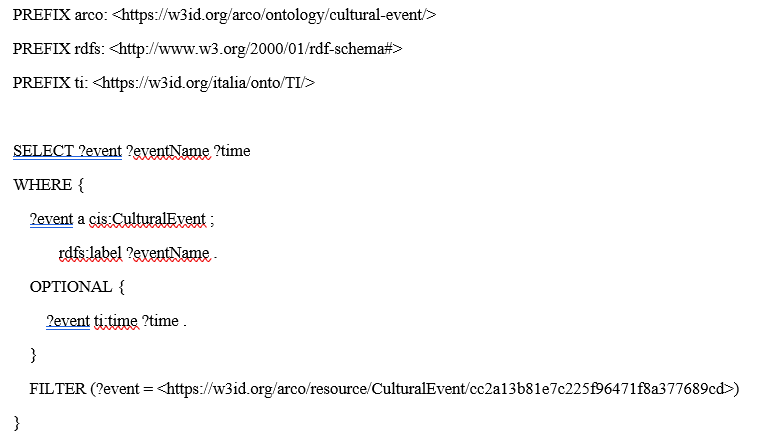 PREFIX arco: <https://w3id.org/arco/ontology/cultural-event/>
PREFIX rdfs: <http://www.w3.org/2000/01/rdf-schema#>
PREFIX ti: <https://w3id.org/italia/onto/TI/>
SELECT ?event ?eventName ?time
WHERE {
?event a cis:CulturalEvent ;
rdfs:label ?eventName .
OPTIONAL {
?event ti:time ?time .
}
FILTER (?event = <https://w3id.org/arco/resource/CulturalEvent/cc2a13b81e7c225f96471f8a377689cd>)
}